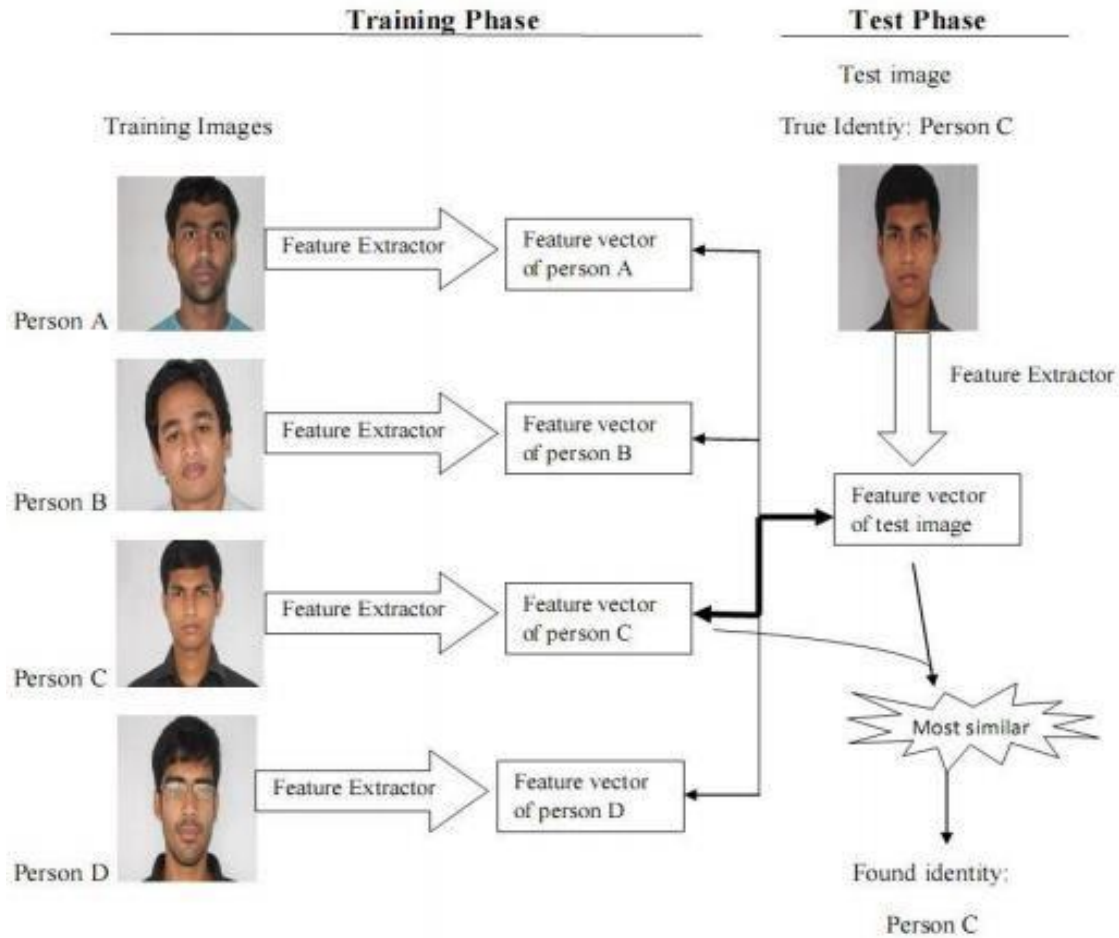 Training Phase
Test Phase
Test image
Training Images
True Identiy: Person C
Person A
Feature Extractor
Feature vector
of person A
Feature Extractor
Person B
Feature Extractor
Feature vector
of person B
Feature vector
of test image
Person C
Feature Extractor
Feature vector
of person C
Most similar
Person D
Feature Extractor
Feature vector
of person D
Found identity:
Person C